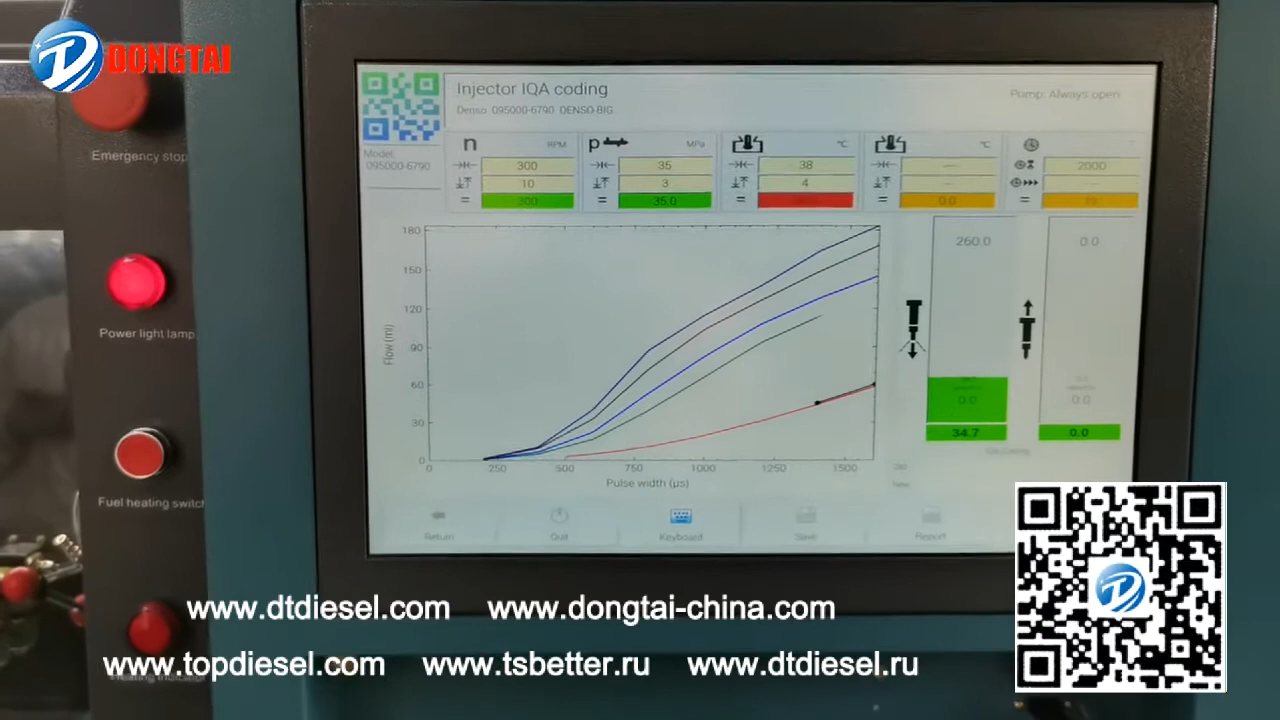 DONGTAI
Emergency stop
Power light lamp
Fuel heating switch
Injector IQA coding
Denso 095000-6790 DENSO-BIG
Pump: Always open
Model:
095000-6790
n RPM
300
10
300
p MPa
35
3
35.0
℃
38
4
℃
---
---
0.0
2000
---
10
180
150
120
90
60
30
0
Flow (ml)
0 250 500 750 1000 1250 1500
Pulse width (µs)
260.0
0.0
34.7
0.0
0.0
0.0
Return
Quit
Keyboard
Save
Report
www.dtdiesel.com www.dongtai-china.com
www.topdiesel.com www.tsbetter.ru www.dtdiesel.ru